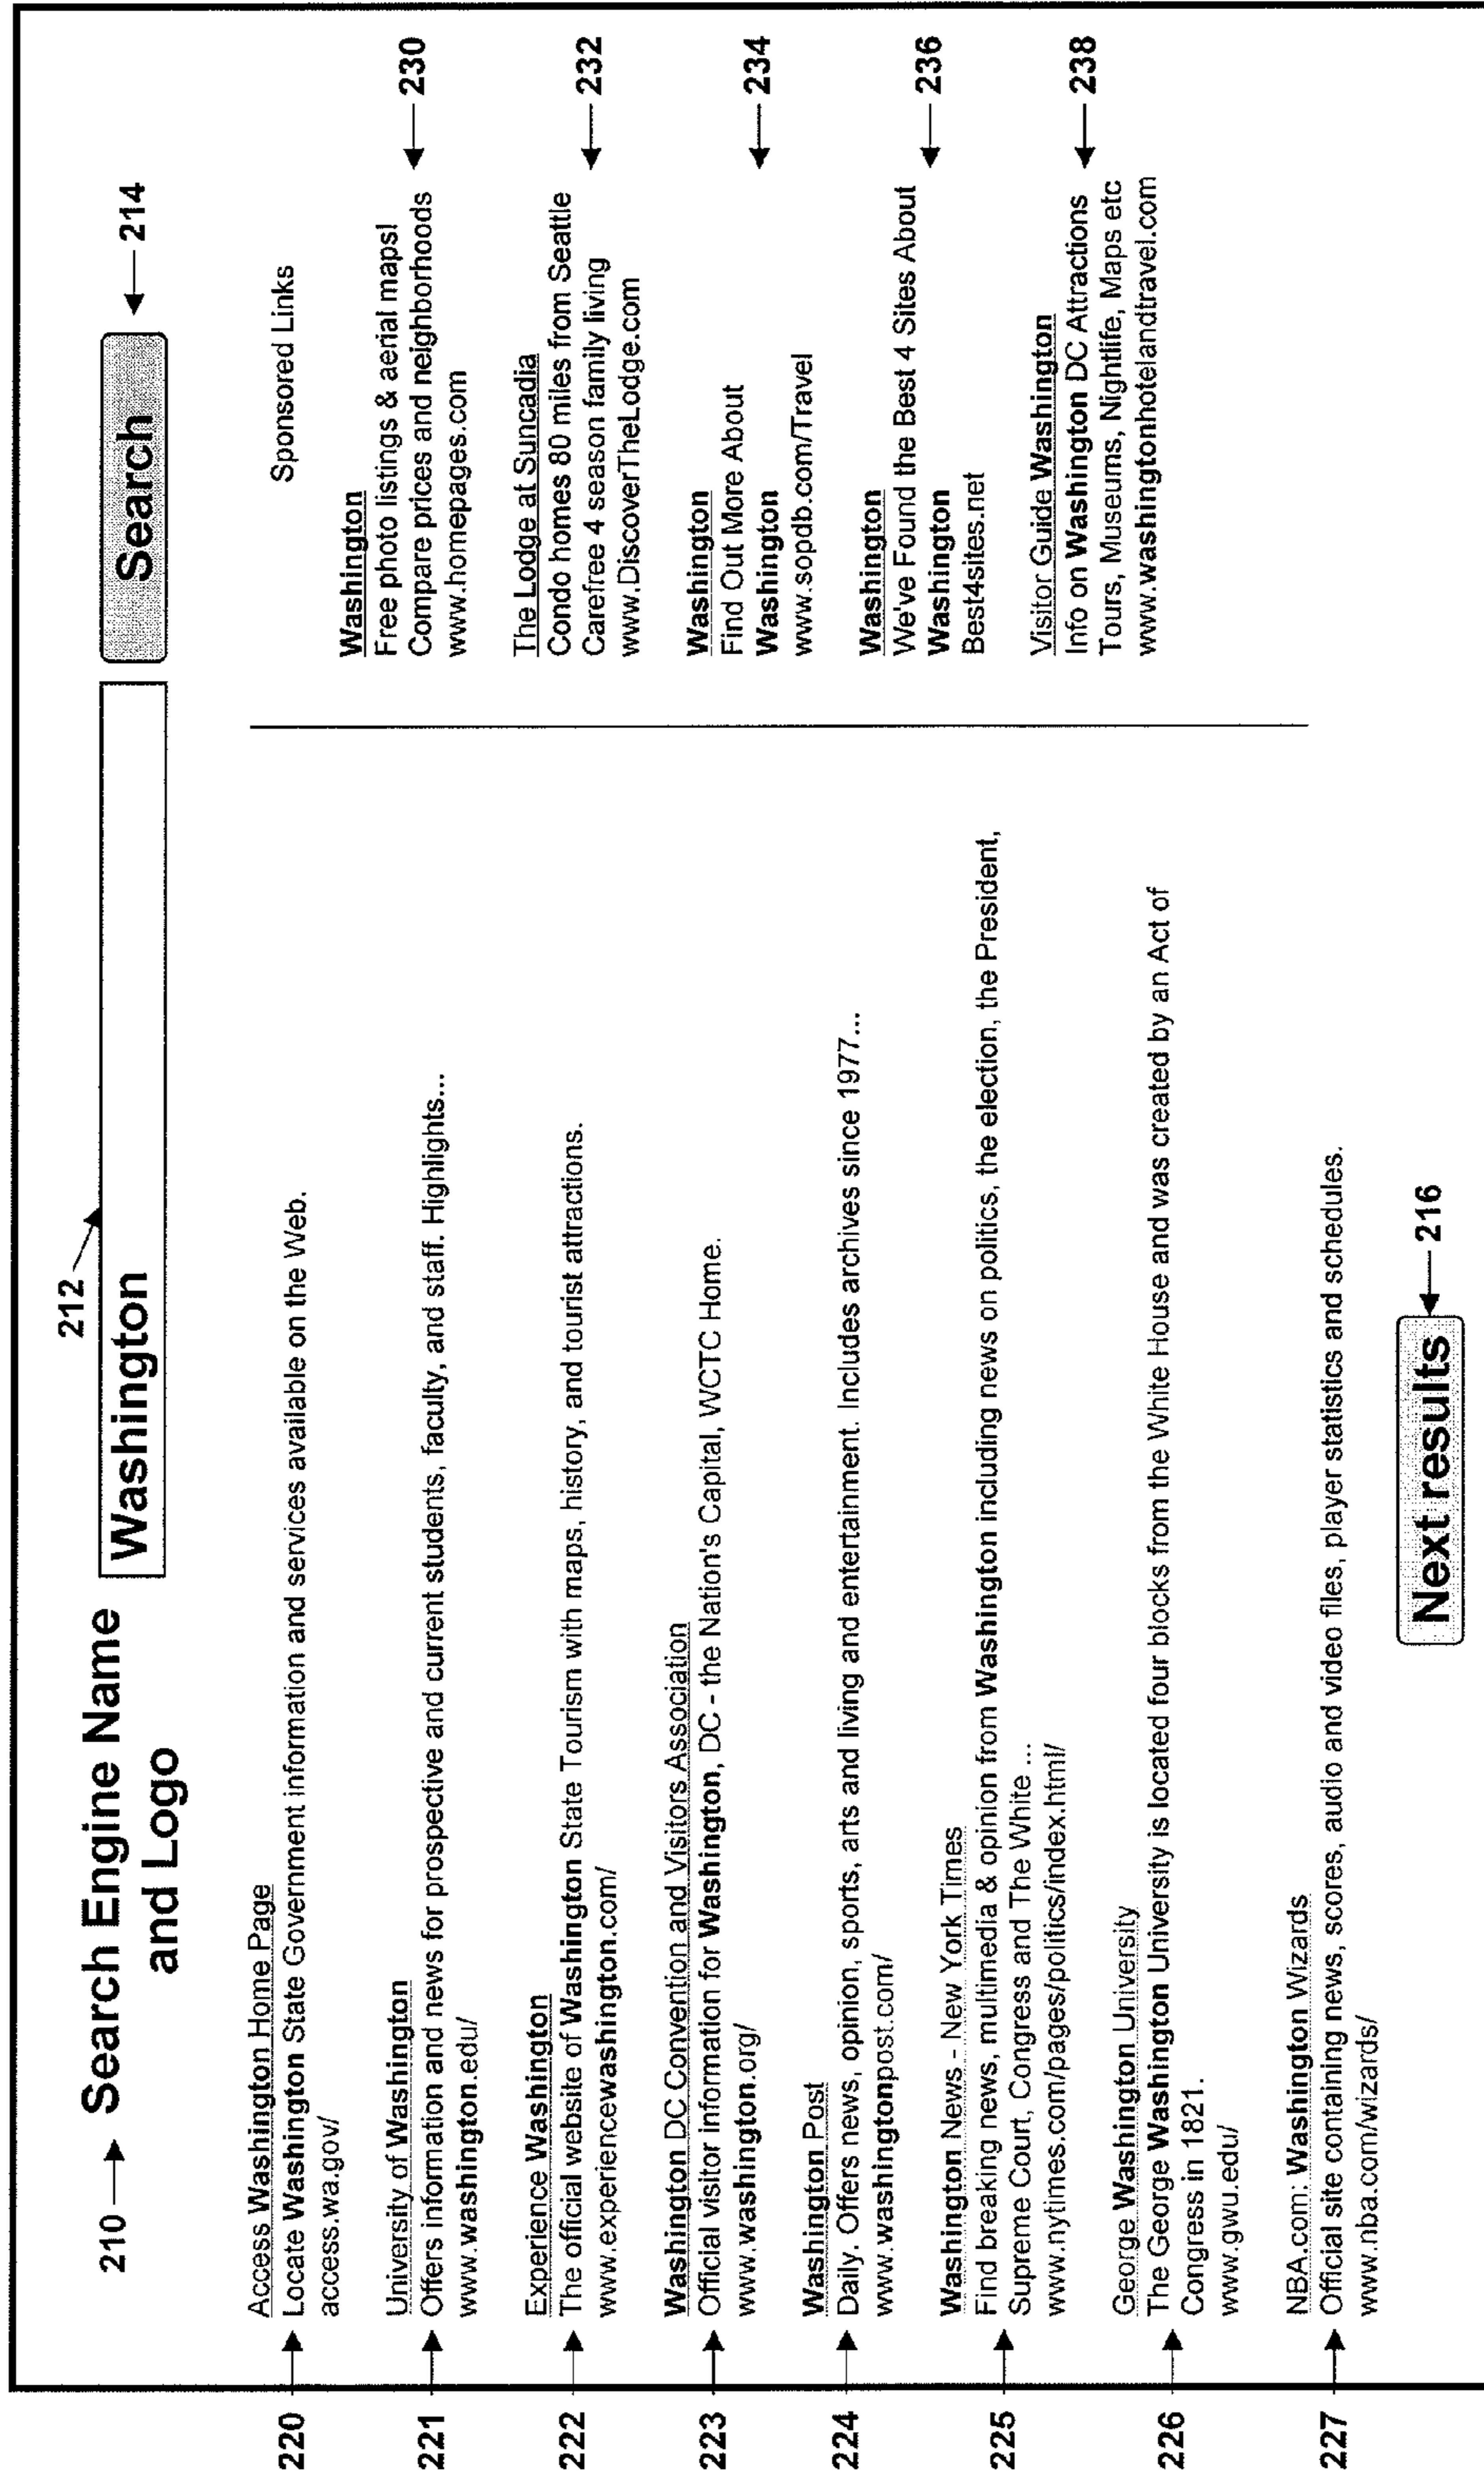 212
210
Search Engine Name
and Logo
Washington
Search
214
220
Access Washington Home Page
Locate Washington State Government information and services available on the Web.
access.wa.gov/
221
University of Washington
Offers information and news for prospective and current students, faculty, and staff. Highlights...
www.washington.edu/
222
Experience Washington
The official website of Washington State Tourism with maps, history, and tourist attractions.
www.experiencewashington.com/
223
Washington DC Convention and Visitors Association
Official visitor information for Washington, DC - the Nation's Capital, WCTC Home.
www.washington.org/
224
Washington Post
Daily. Offers news, opinion, sports, arts and living and entertainment. Includes archives since 1977...
www.washingtonpost.com/
225
Washington News - New York Times
Find breaking news, multimedia & opinion from Washington including news on politics, the election, the President,
Supreme Court, Congress and The White ...
www.nytimes.com/pages/politics/index.html/
226
George Washington University
The George Washington University is located four blocks from the White House and was created by an Act of
Congress in 1821.
www.gwu.edu/
227
NBA.com: Washington Wizards
Official site containing news, scores, audio and video files, player statistics and schedules.
www.nba.com/wizards/
Next results
216
Sponsored Links
Washington
Free photo listings & aerial maps!
Compare prices and neighborhoods
www.homepages.com
230
The Lodge at Suncadia
Condo homes 80 miles from Seattle
Carefree 4 season family living
www.DiscoverTheLodge.com
232
Washington
Find Out More About
Washington
www.sopdb.com/Travel
234
Washington
We've Found the Best 4 Sites About
Washington
Best4sites.net
236
Visitor Guide Washington
Info on Washington DC Attractions
Tours, Museums, Nightlife, Maps etc
www.washingtonhotelandtravel.com
238